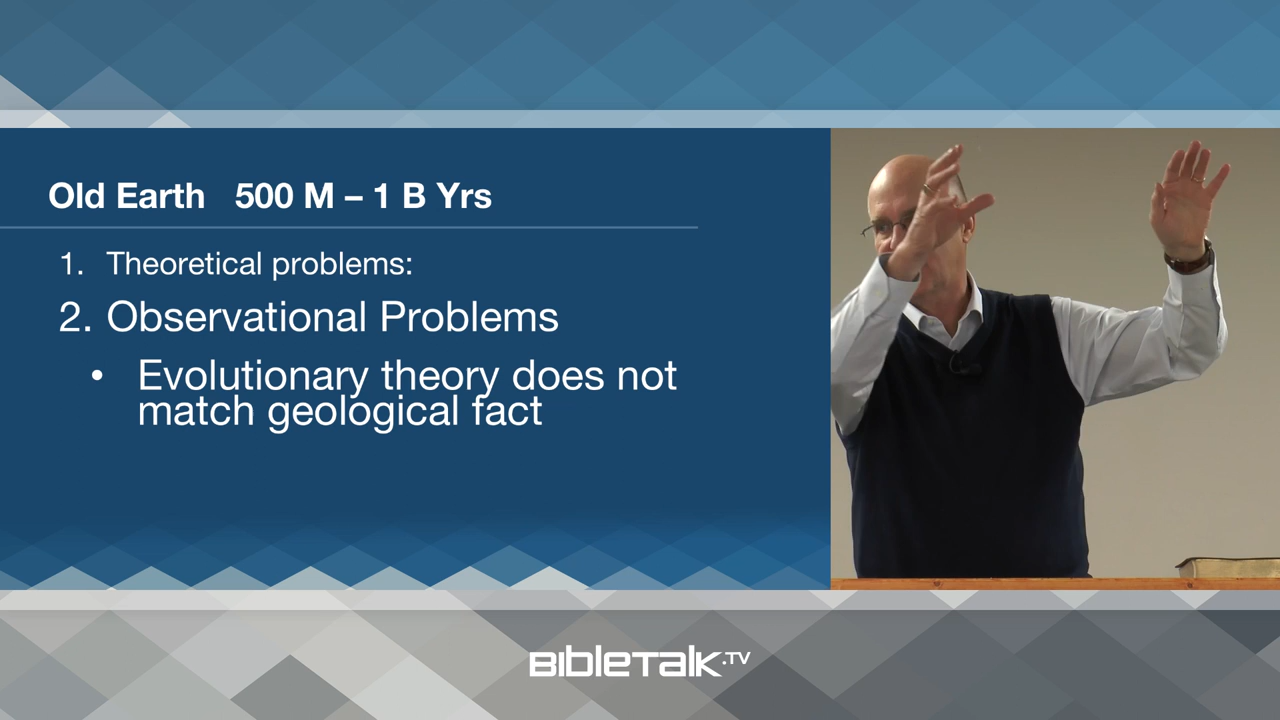 Old Earth 500 M – 1 B Yrs
1. Theoretical problems:
2. Observational Problems
• Evolutionary theory does not
match geological fact
BIBLETALK.TV